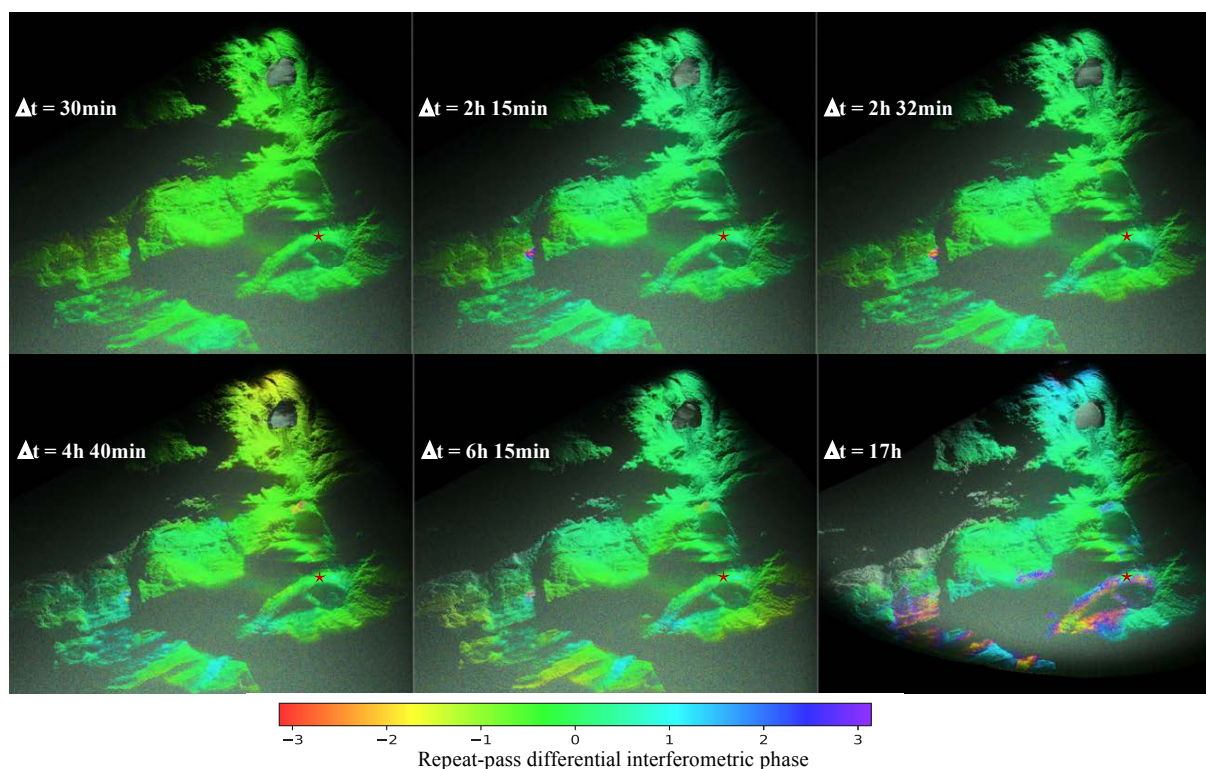 Δt = 30min
Δt = 2h 15min
Δt = 2h 32min
Δt = 4h 40min
Δt = 6h 15min
Δt = 17h
−3 −2 −1 0 1 2 3
Repeat-pass differential interferometric phase